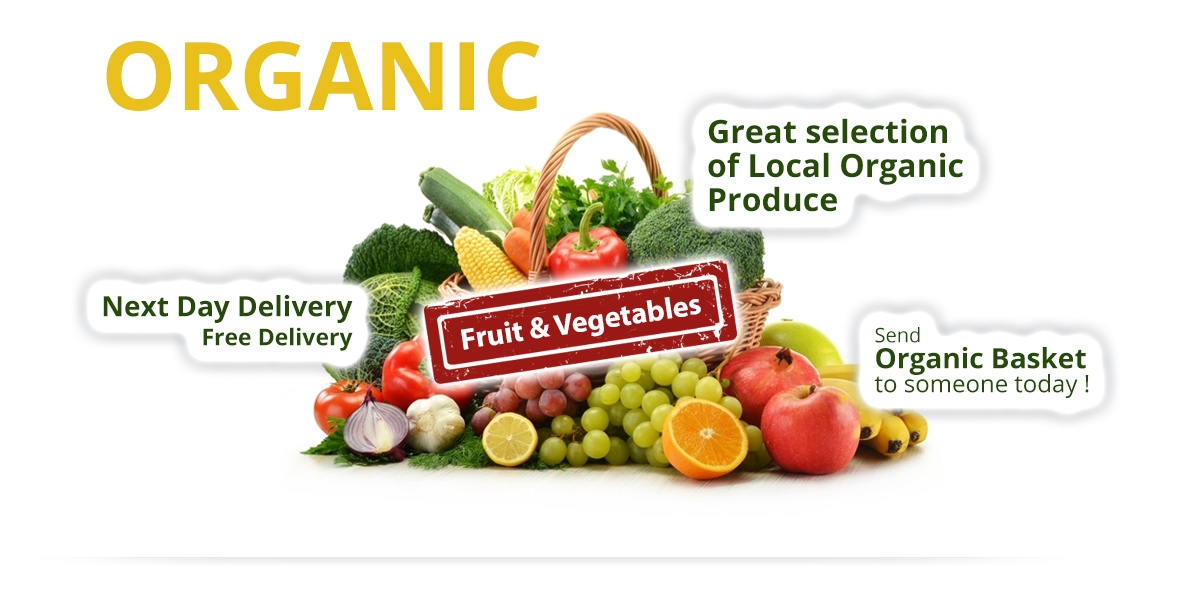 ORGANIC
Great selection
of Local Organic
Produce
Next Day Delivery
Free Delivery
Fruit & Vegetables
Send
Organic Basket
to someone today !